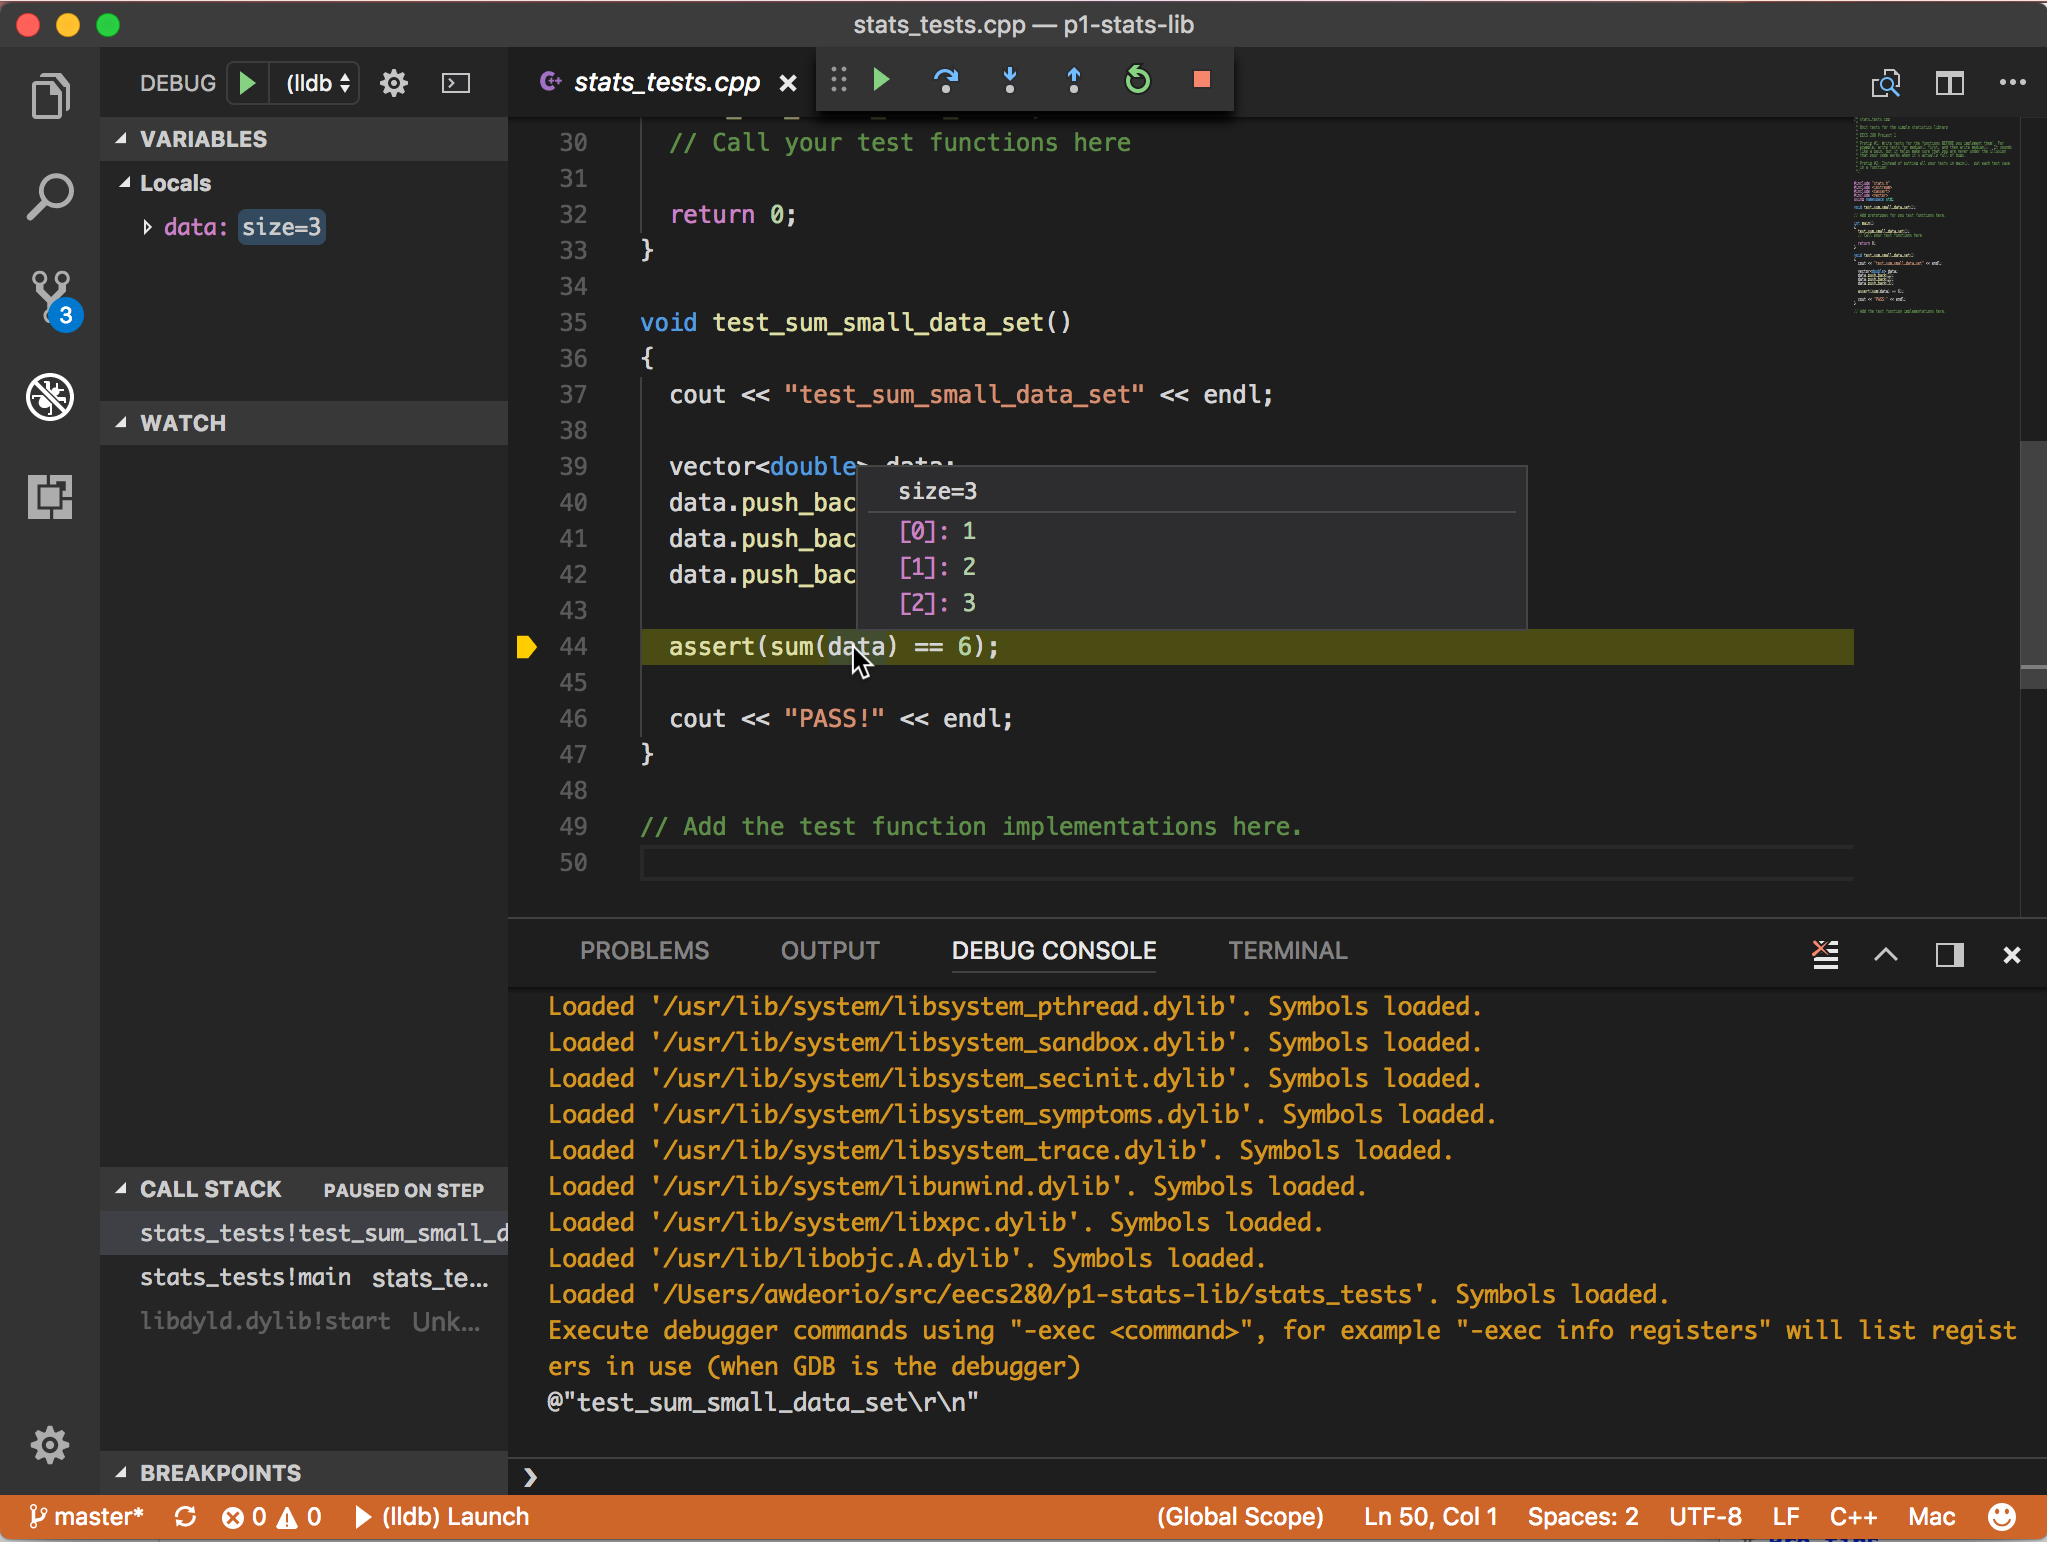 stats_tests.cpp — p1-stats-lib
DEBUG (lldb
stats_tests.cpp
VARIABLES
Locals
data: size=3
3
WATCH
CALL STACK PAUSED ON STEP
stats_tests!test_sum_small_d
stats_tests!main stats_te...
libdyld.dylib!start Unk...
BREAKPOINTS
30 // Call your test functions here
31
32 return 0;
33 }
34
35 void test_sum_small_data_set()
36 {
37 cout << "test_sum_small_data_set" << endl;
38
39 vector<double> data;
40 data.push_bac
41 data.push_bac
42 data.push_bac
43
size=3
[0]: 1
[1]: 2
[2]: 3
44 assert(sum(data) == 6);
45
46 cout << "PASS!" << endl;
47 }
48
49 // Add the test function implementations here.
50
PROBLEMS OUTPUT DEBUG CONSOLE TERMINAL
Loaded '/usr/lib/system/libsystem_pthread.dylib'. Symbols loaded.
Loaded '/usr/lib/system/libsystem_sandbox.dylib'. Symbols loaded.
Loaded '/usr/lib/system/libsystem_secinit.dylib'. Symbols loaded.
Loaded '/usr/lib/system/libsystem_symptoms.dylib'. Symbols loaded.
Loaded '/usr/lib/system/libsystem_trace.dylib'. Symbols loaded.
Loaded '/usr/lib/system/libunwind.dylib'. Symbols loaded.
Loaded '/usr/lib/system/libxpc.dylib'. Symbols loaded.
Loaded '/usr/lib/libobjc.A.dylib'. Symbols loaded.
Loaded '/Users/awdeorio/src/eecs280/p1-stats-lib/stats_tests'. Symbols loaded.
Execute debugger commands using "-exec <command>", for example "-exec info registers" will list regist
ers in use (when GDB is the debugger)
@"test_sum_small_data_set\r\n"
master* 0 0 (lldb) Launch (Global Scope) Ln 50, Col 1 Spaces: 2 UTF-8 LF C++ Mac